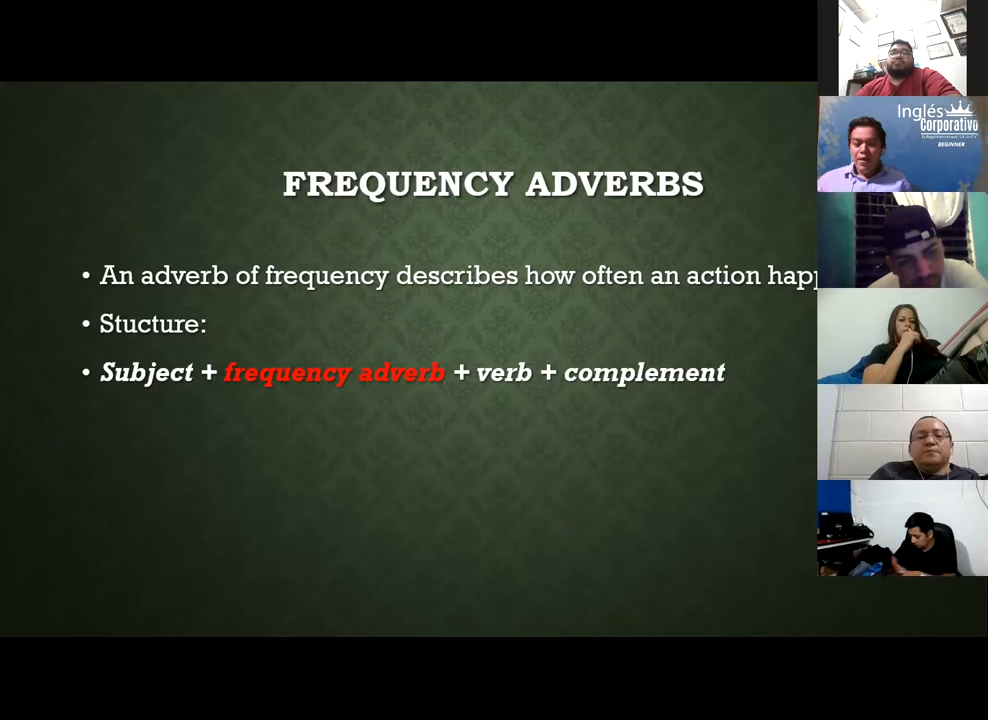 FREQUENCY ADVERBS
• An adverb of frequency describes how often an action
• Stucture:
• Subject + frequency adverb + verb + complement
Inglés
Corporativo
BEGINNER